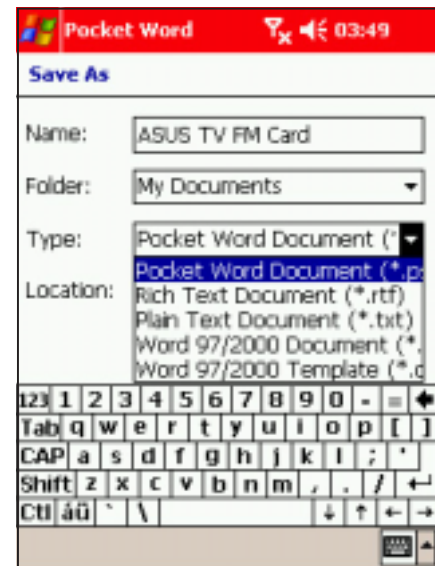 Pocket Word 03:49
Save As
Name: ASUS TV FM Card
Folder: My Documents
Type: Pocket Word Document (*
Pocket Word Document (*.ps
Location: Rich Text Document (*.rtf)
Plain Text Document (*.txt)
Word 97/2000 Document (*.
Word 97/2000 Template (*.d
123 1 2 3 4 5 6 7 8 9 0 - = ←
Tab q w e r t y u i o p [ ]
CAP a s d f g h j k l ; '
Shift z x c v b n m , . / ↵
Ctl áü ` \ ↓ ↑ ← →